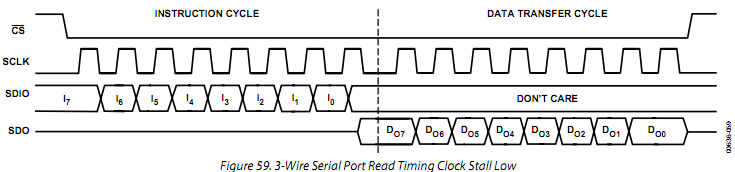 INSTRUCTION CYCLE DATA TRANSFER CYCLE
CS
SCLK
SDIO I7 I6 I5 I4 I3 I2 I1 I0 DON'T CARE
SDO DO7 DO6 DO5 DO4 DO3 DO2 DO1 DO0
00636-059
Figure 59. 3-Wire Serial Port Read Timing Clock Stall Low